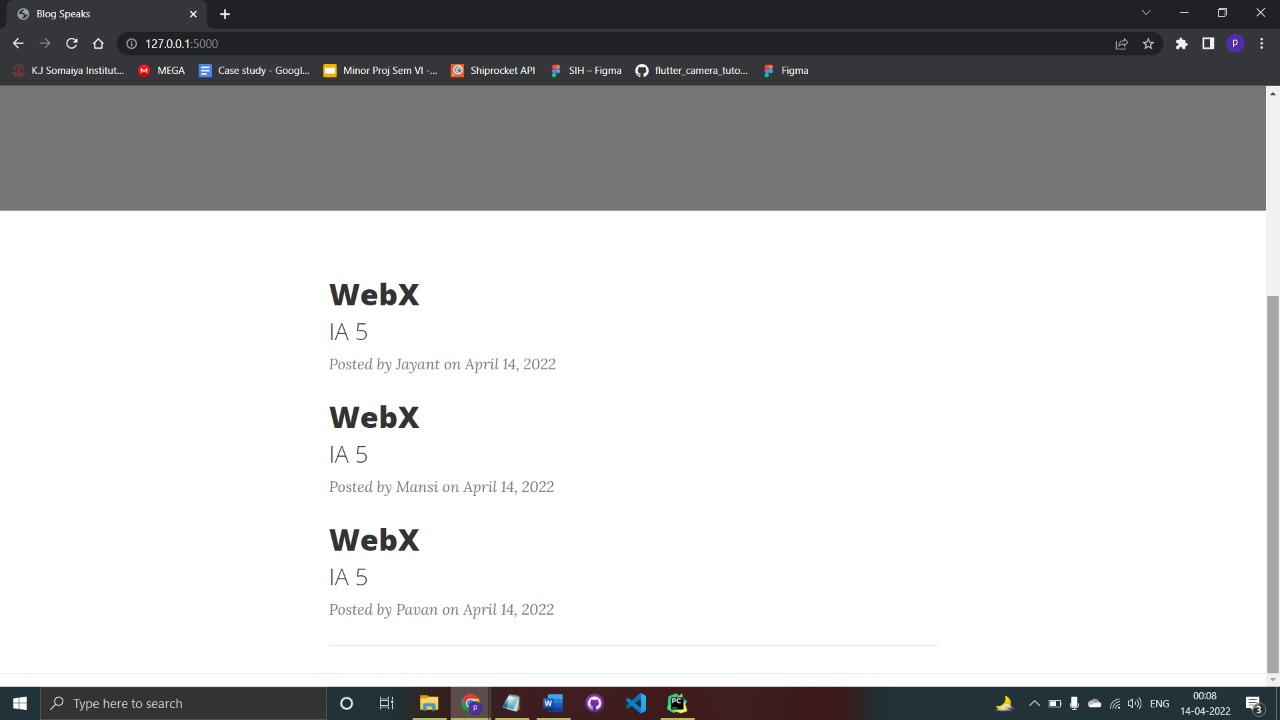 Blog Speaks
127.0.0.1:5000
P
K.J Somaiya Institut...
MEGA
Case study - Googl...
Minor Proj Sem VI -...
Shiprocket API
SIH – Figma
flutter_camera_tuto...
Figma
WebX
IA 5
Posted by Jayant on April 14, 2022
WebX
IA 5
Posted by Mansi on April 14, 2022
WebX
IA 5
Posted by Pavan on April 14, 2022
Type here to search
ENG
00:08
14-04-2022
3